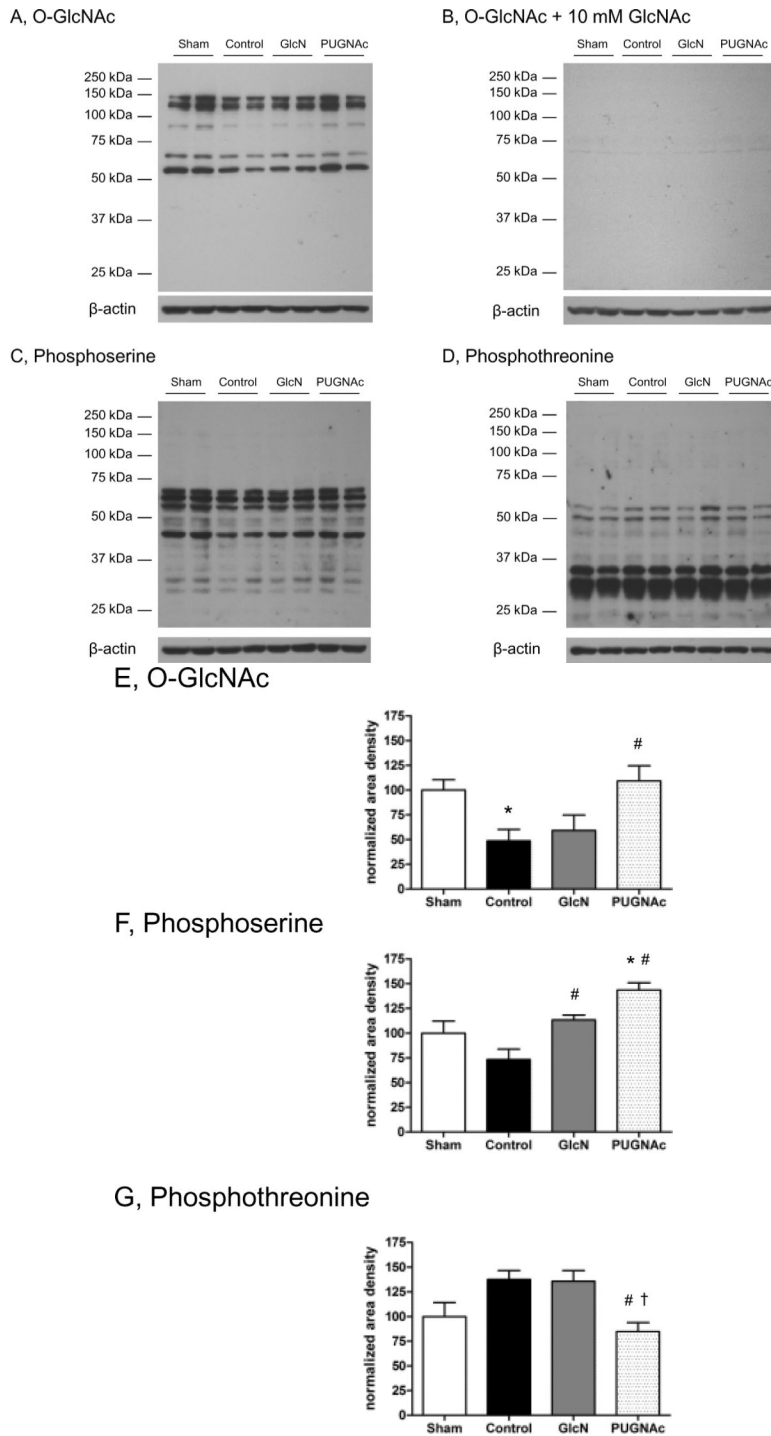 A, O-GlcNAc
Sham Control GlcN PUGNAc
250 kDa
150 kDa
100 kDa
75 kDa
50 kDa
37 kDa
25 kDa
β-actin
B, O-GlcNAc + 10 mM GlcNAc
Sham Control GlcN PUGNAc
250 kDa
150 kDa
100 kDa
75 kDa
50 kDa
37 kDa
25 kDa
β-actin
C, Phosphoserine
Sham Control GlcN PUGNAc
250 kDa
150 kDa
100 kDa
75 kDa
50 kDa
37 kDa
25 kDa
β-actin
D, Phosphothreonine
Sham Control GlcN PUGNAc
250 kDa
150 kDa
100 kDa
75 kDa
50 kDa
37 kDa
25 kDa
β-actin
E, O-GlcNAc
normalized area density
175
150
125
100
75
50
25
0
* #
Sham Control GlcN PUGNAc
F, Phosphoserine
normalized area density
175
150
125
100
75
50
25
0
# * #
Sham Control GlcN PUGNAc
G, Phosphothreonine
normalized area density
175
150
125
100
75
50
25
0
# †
Sham Control GlcN PUGNAc